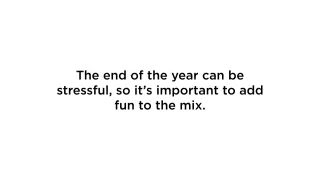 The end of the year can be
stressful, so it’s important to add
fun to the mix.